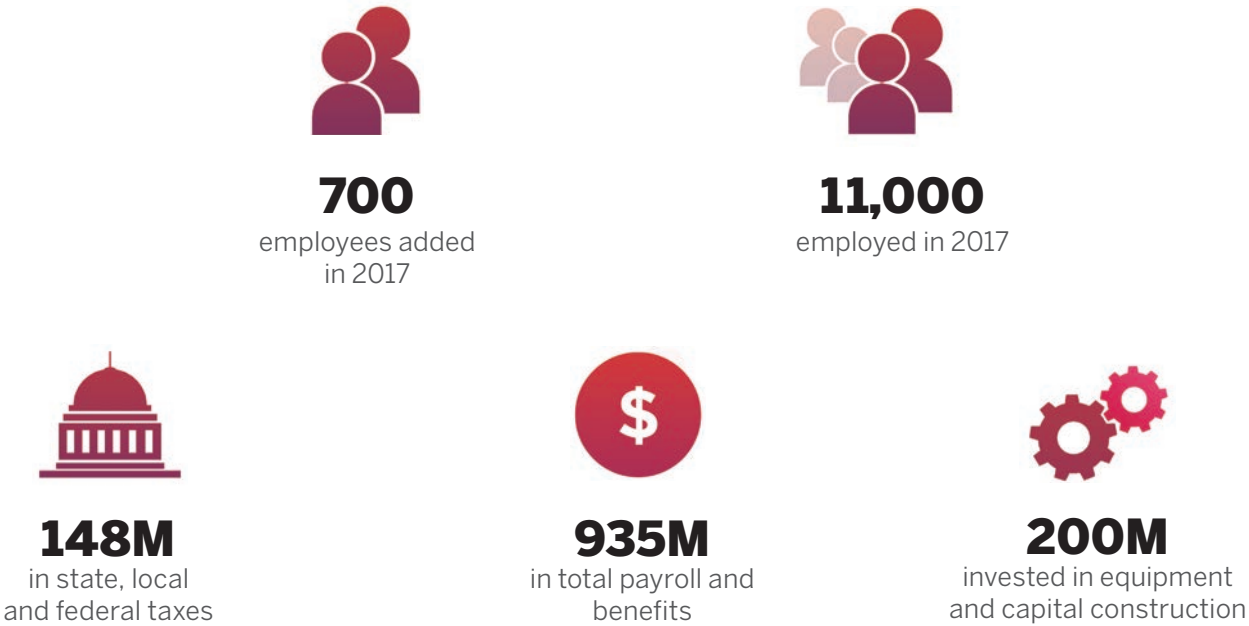 700
employees added
in 2017
11,000
employed in 2017
148M
in state, local
and federal taxes
$
935M
in total payroll and
benefits
200M
invested in equipment
and capital construction